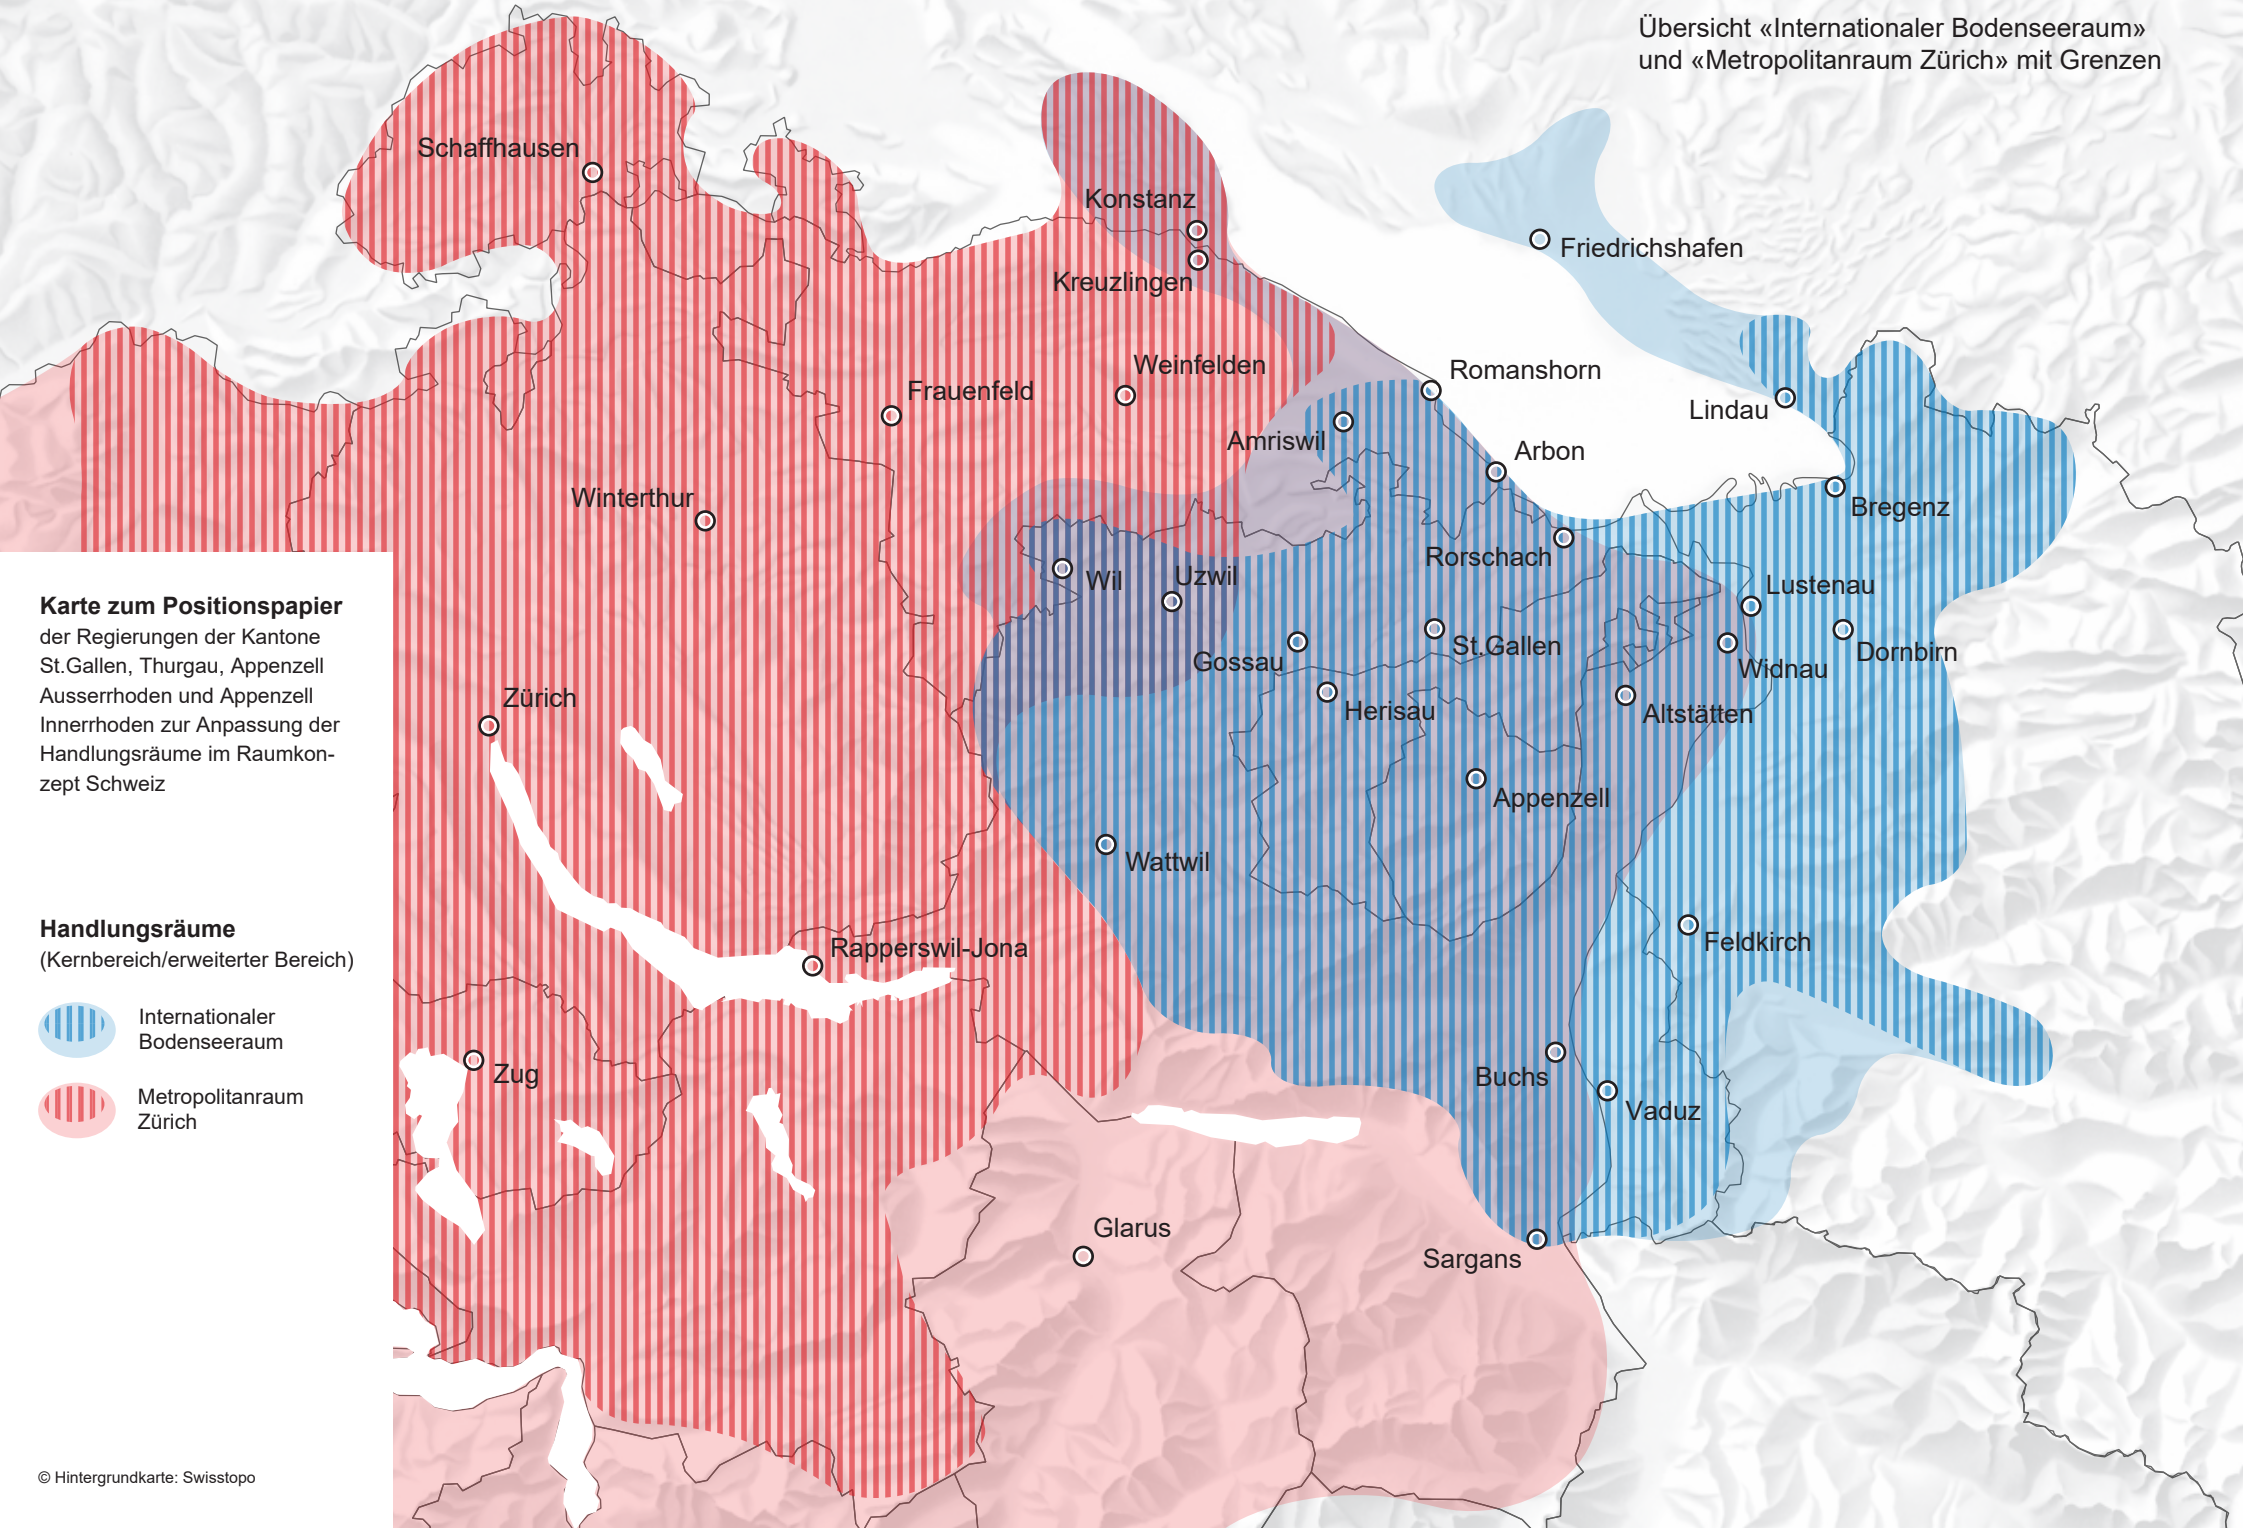 Übersicht «Internationaler Bodenseeraum»
und «Metropolitanraum Zürich» mit Grenzen
Schaffhausen
Konstanz
Kreuzlingen
Friedrichshafen
Weinfelden
Frauenfeld
Romanshorn
Lindau
Amriswil
Arbon
Winterthur
Bregenz
Rorschach
Wil
Uzwil
Lustenau
St.Gallen
Gossau
Dornbirn
Widnau
Zürich
Herisau
Altstätten
Appenzell
Wattwil
Rapperswil-Jona
Feldkirch
Zug
Buchs
Vaduz
Glarus
Sargans
Karte zum Positionspapier
der Regierungen der Kantone
St.Gallen, Thurgau, Appenzell
Ausserrhoden und Appenzell
Innerrhoden zur Anpassung der
Handlungsräume im Raumkon-
zept Schweiz
Handlungsräume
(Kernbereich/erweiterter Bereich)
Internationaler
Bodenseeraum
Metropolitanraum
Zürich
© Hintergrundkarte: Swisstopo